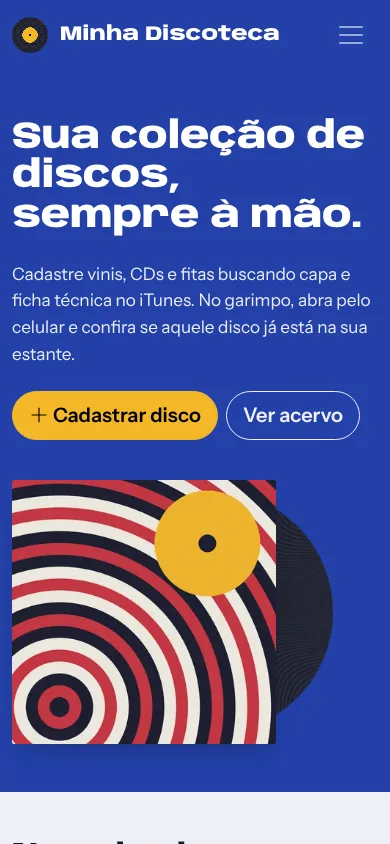 Minha Discoteca
Sua coleção de
discos,
sempre à mão.
Cadastre vinis, CDs e fitas buscando capa e
ficha técnica no iTunes. No garimpo, abra pelo
celular e confira se aquele disco já está na sua
estante.
+ Cadastrar disco
Ver acervo